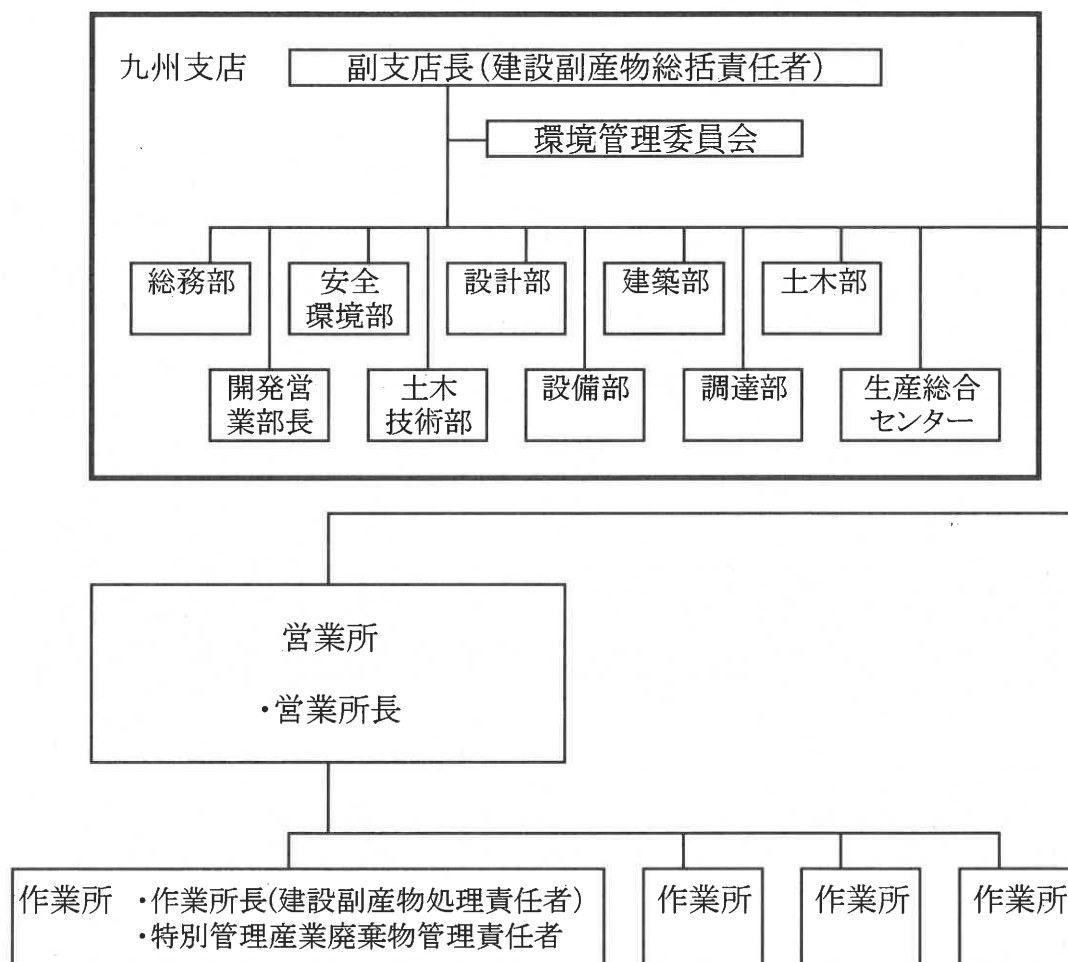 九州支店
副支店長(建設副産物総括責任者)
環境管理委員会
総務部
安全
環境部
設計部
建築部
土木部
開発営
業部長
土木
技術部
設備部
調達部
生産総合
センター
営業所
・営業所長
作業所 ・作業所長(建設副産物処理責任者)
・特別管理産業廃棄物管理責任者
作業所
作業所
作業所